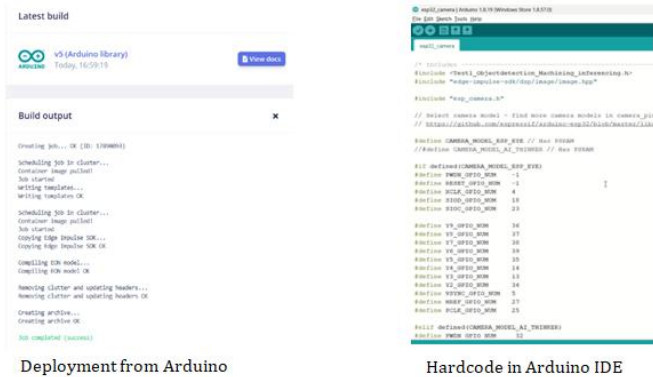 Latest build
ARDUINO
v5 (Arduino library)
Today, 16:59:19
View docs
Build output
×
Creating job... OK (ID: 13998093)
Scheduling job in cluster...
Container image pulled!
Job started
Writing templates...
Writing templates OK
Scheduling job in cluster...
Container image pulled!
Job started
Copying Edge Impulse SDK...
Copying Edge Impulse SDK OK
Compiling EON model...
Compiling EON model OK
Removing clutter and updating headers...
Removing clutter and updating headers OK
Creating archive...
Creating archive OK
Job completed (success)
Deployment from Arduino
esp32_camera | Arduino 1.8.19 (Windows Store 1.8.57.0)
File Edit Sketch Tools Help
esp32_camera
/* Includes
#include <Test1_Objectdetection_Machining_inferencing.h>
#include "edge-impulse-sdk/dsp/image/image.hpp"
#include "esp_camera.h"
// Select camera model - find more camera models in camera_pi
// https://github.com/espressif/arduino-esp32/blob/master/lib
#define CAMERA_MODEL_ESP_EYE // Has PSRAM
//#define CAMERA_MODEL_AI_THINKER // Has PSRAM
#if defined(CAMERA_MODEL_ESP_EYE)
#define PWDN_GPIO_NUM -1
#define RESET_GPIO_NUM -1
#define XCLK_GPIO_NUM 4
#define SIOD_GPIO_NUM 18
#define SIOC_GPIO_NUM 23
#define Y9_GPIO_NUM 36
#define Y8_GPIO_NUM 37
#define Y7_GPIO_NUM 38
#define Y6_GPIO_NUM 39
#define Y5_GPIO_NUM 35
#define Y4_GPIO_NUM 14
#define Y3_GPIO_NUM 13
#define Y2_GPIO_NUM 34
#define VSYNC_GPIO_NUM 5
#define HREF_GPIO_NUM 27
#define PCLK_GPIO_NUM 25
#elif defined(CAMERA_MODEL_AI_THINKER)
#define PWDN_GPIO_NUM 32
Hardcode in Arduino IDE